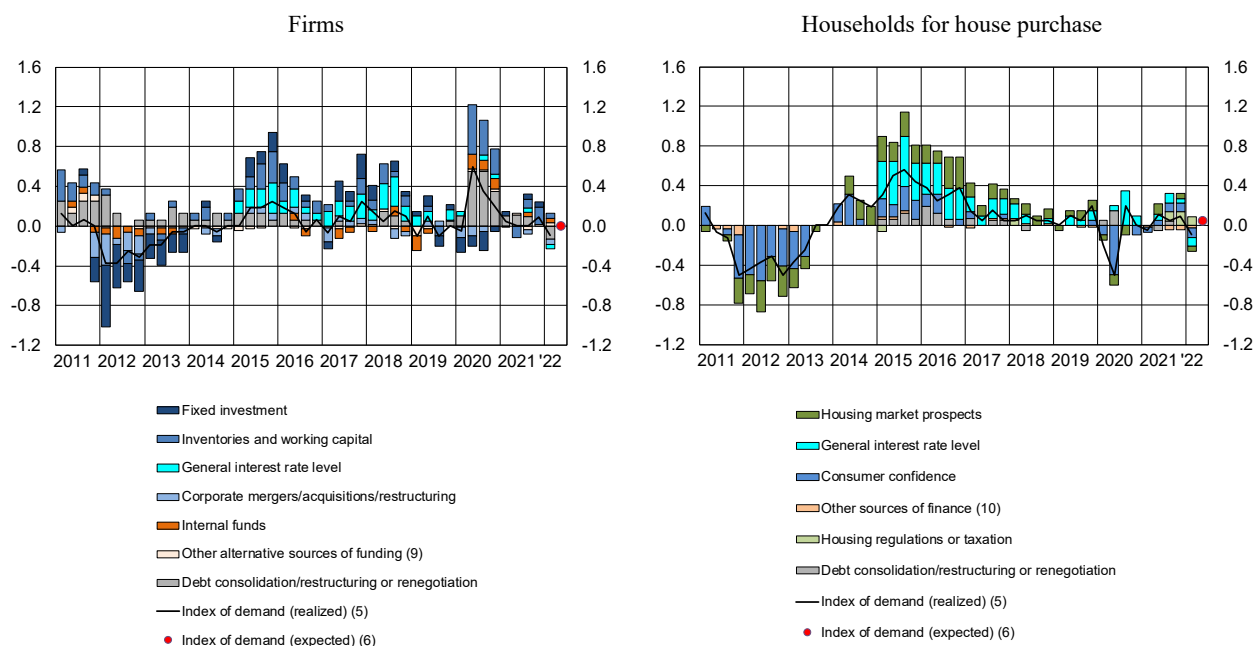 Firms
1.6 1.6
1.2 1.2
0.8 0.8
0.4 0.4
0.0 0.0
-0.4 -0.4
-0.8 -0.8
-1.2 -1.2
2011 2012 2013 2014 2015 2016 2017 2018 2019 2020 2021 '22
Fixed investment
Inventories and working capital
General interest rate level
Corporate mergers/acquisitions/restructuring
Internal funds
Other alternative sources of funding (9)
Debt consolidation/restructuring or renegotiation
Index of demand (realized) (5)
Index of demand (expected) (6)
Households for house purchase
1.6 1.6
1.2 1.2
0.8 0.8
0.4 0.4
0.0 0.0
-0.4 -0.4
-0.8 -0.8
-1.2 -1.2
2011 2012 2013 2014 2015 2016 2017 2018 2019 2020 2021 '22
Housing market prospects
General interest rate level
Consumer confidence
Other sources of finance (10)
Housing regulations or taxation
Debt consolidation/restructuring or renegotiation
Index of demand (realized) (5)
Index of demand (expected) (6)